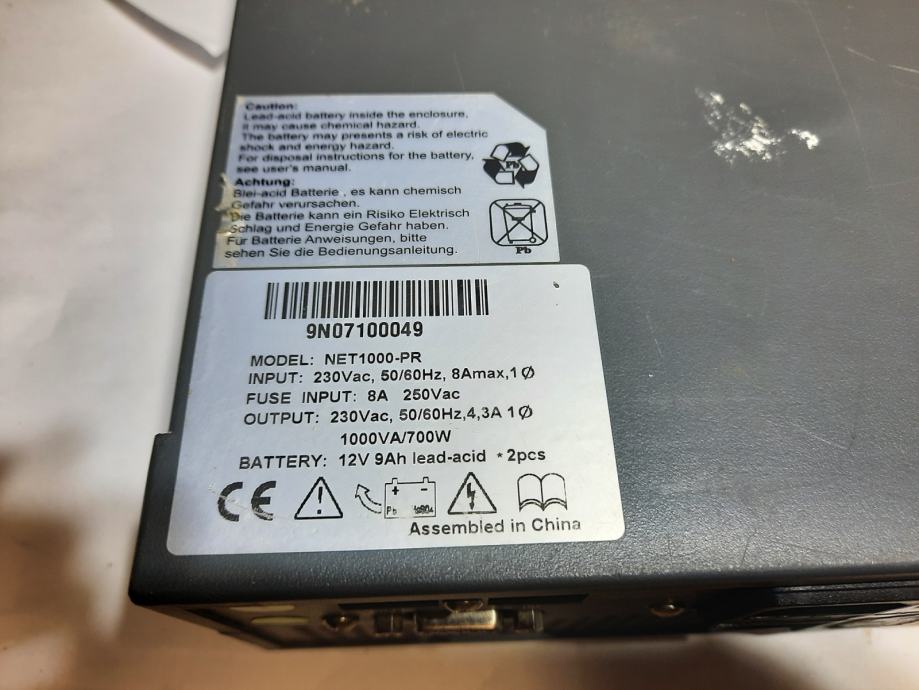 Caution:
Lead-acid battery inside the enclosure,
it may cause chemical hazard.
The battery may presents a risk of electric
shock and energy hazard.
For disposal instructions for the battery,
see user's manual.
Achtung:
Blei-acid Batterie , es kann chemisch
Gefahr verursachen.
Die Batterie kann ein Risiko Elektrisch
Schlag und Energie Gefahr haben.
Für Batterie Anweisungen, bitte
sehen Sie die Bedienungsanleitung.
Pb
Pb
9N07100049
MODEL: NET1000-PR
INPUT: 230Vac, 50/60Hz, 8Amax,1Ø
FUSE INPUT: 8A 250Vac
OUTPUT: 230Vac, 50/60Hz,4,3A 1Ø
1000VA/700W
BATTERY: 12V 9Ah lead-acid *2pcs
CE
+ -
Pb
Assembled in China